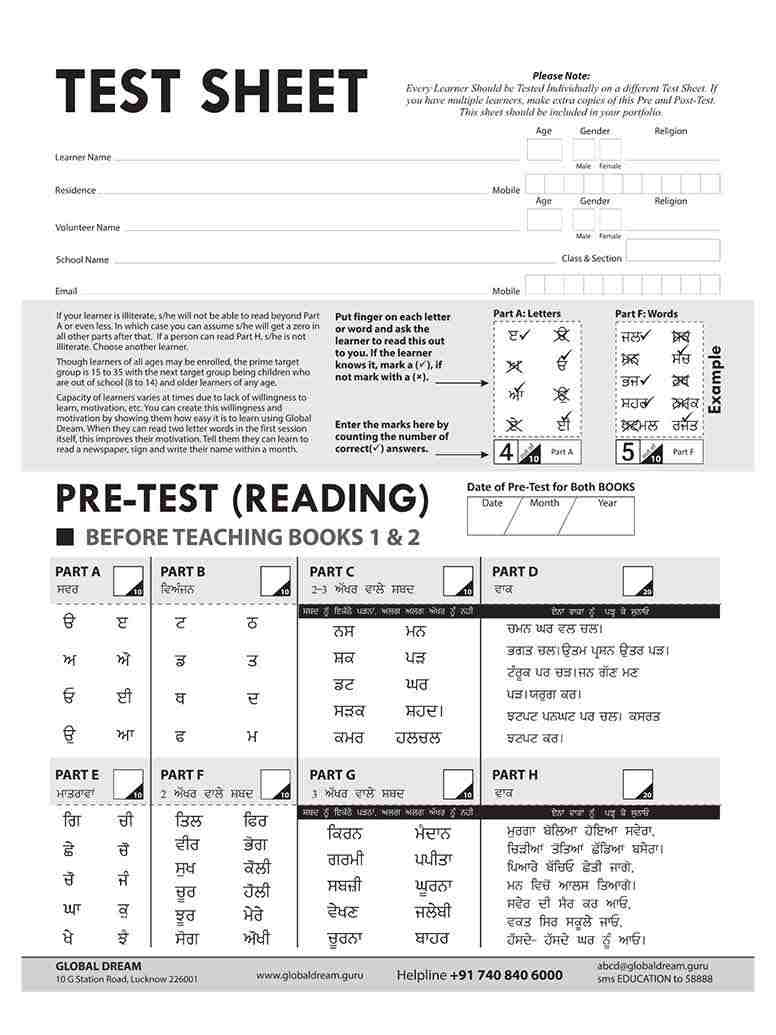 TEST SHEET
Please Note:
Every Learner Should be Tested Individually on a different Test Sheet. If
you have multiple learners, make extra copies of this Pre and Post-Test.
This sheet should be included in your portfolio.
Age Gender Religion
Learner Name
Male Female
Residence Mobile
Age Gender Religion
Volunteer Name
Male Female
School Name Class & Section
Email Mobile
If your learner is illiterate, s/he will not be able to read beyond Part
A or even less. In which case you can assume s/he will get a zero in
all other parts after that. If a person can read Part H, s/he is not
illiterate. Choose another learner.
Though learners of all ages may be enrolled, the prime target
group is 15 to 35 with the next target group being children who
are out of school (8 to 14) and older learners of any age.
Capacity of learners varies at times due to lack of willingness to
learn, motivation, etc. You can create this willingness and
motivation by showing them how easy it is to learn using Global
Dream. When they can read two letter words in the first session
itself, this improves their motivation. Tell them they can learn to
read a newspaper, sign and write their name within a month.
Put finger on each letter
or word and ask the
learner to read this out
to you. If the learner
knows it, mark a (✓), if
not mark with a (×).
Enter the marks here by
counting the number of
correct(✓) answers.
Part A: Letters
ਏ✓
ਓ✓
ਆ✓
ਈ✓
4 10 Part A
Part F: Words
ਜਲ✓
ਸੱਚ✓
ਭਜ✓
ਸ਼ਹਰ✓
ਰਜੱਤ✓
5 10 Part F
Example
PRE-TEST (READING)
Date of Pre-Test for Both BOOKS
Date Month Year
■ BEFORE TEACHING BOOKS 1 & 2
PART A 10
ਸਵਰ
ੳ ੲ
ਅ ਔ
ਓ ਈ
ਉ ਆ
PART B 10
ਵਿਅੰਜਨ
ਟ ਠ
ਡ ਤ
ਥ ਦ
ਫ ਮ
PART C 10
2-3 ਅੱਖਰ ਵਾਲੇ ਸ਼ਬਦ
ਸ਼ਬਦ ਨੂੰ ਇਕੱਠੇ ਪੜਨਾ, ਅਲਗ ਅਲਗ ਅੱਖਰ ਨੂੰ ਨਹੀ
ਨਸ ਮਨ
ਸ਼ਕ ਪੜ
ਡਟ ਘਰ
ਸੜਕ ਸ਼ਹਦ।
ਕਮਰ ਹਲਚਲ
PART D 20
ਵਾਕ
ਏਨਾਂ ਵਾਕਾਂ ਨੂੰ ਪੜ੍ਹ ਕੇ ਸੁਨਾਓ
ਚਮਨ ਘਰ ਵਲ ਚਲ।
ਭਗਤ ਚਲ। ਉਤਮ ਪ੍ਰਸ਼ਨ ਉਤਰ ਪੜ।
ਟੱਰੂਕ ਪਰ ਚੜ। ਜਨ ਗੱਣ ਮਣ
ਪੜ। ਯਰੁਗ ਕਰ।
ਝਟਪਟ ਪਨਘਟ ਪਰ ਚਲ। ਕਸਰਤ
ਝਟਪਟ ਕਰ।
PART E 10
ਮਾਤਰਾਵਾਂ
ਗਿ ਚੀ
ਛੇ ਚੋ
ਚੌ ਜੰ
ਘਾ ਕੁ
ਖੇ ਝੰ
PART F 10
2 ਅੱਖਰ ਵਾਲੇ ਸ਼ਬਦ
ਤਿਲ ਫਿਰ
ਵੀਰ ਭੋਗ
ਸੁਖ ਕੌਲੀ
ਚੂਰ ਹੌਲੀ
ਝੂਰ ਮੇਰੇ
ਸੋਗ ਔਖੀ
PART G 10
3 ਅੱਖਰ ਵਾਲੇ ਸ਼ਬਦ
ਸ਼ਬਦ ਨੂੰ ਇਕੱਠੇ ਪੜਨਾ, ਅਲਗ ਅਲਗ ਅੱਖਰ ਨੂੰ ਨਹੀ
ਕਿਰਨ ਮੈਦਾਨ
ਗਰਮੀ ਪਪੀਤਾ
ਸਬਜ਼ੀ ਘੂਰਨਾ
ਵੇਖਣ ਜਲੇਬੀ
ਚੂਰਨਾ ਬਾਹਰ
PART H 20
ਵਾਕ
ਏਨਾਂ ਵਾਕਾਂ ਨੂੰ ਪੜ੍ਹ ਕੇ ਸੁਨਾਓ
ਮੁਰਗਾ ਬੋਲਿਆ ਹੋਇਆ ਸਵੇਰਾ,
ਚਿੜੀਆਂ ਤੋਤਿਆਂ ਛੱਡਿਆ ਬਸੇਰਾ।
ਪਿਆਰੇ ਬੱਚਿਓ ਛੇਤੀ ਜਾਗੋ,
ਮਨ ਵਿਚੋਂ ਆਲਸ ਤਿਆਗੋ।
ਸਵੇਰ ਦੀ ਸੈਰ ਕਰ ਆਓ,
ਵਕਤ ਸਿਰ ਸਕੂਲੇ ਜਾਓ,
ਹੱਸਦੇ- ਹੱਸਦੇ ਘਰ ਨੂੰ ਆਓ।
GLOBAL DREAM
10 G Station Road, Lucknow 226001
www.globaldream.guru
Helpline +91 740 840 6000
abcd@globaldream.guru
sms EDUCATION to 58888